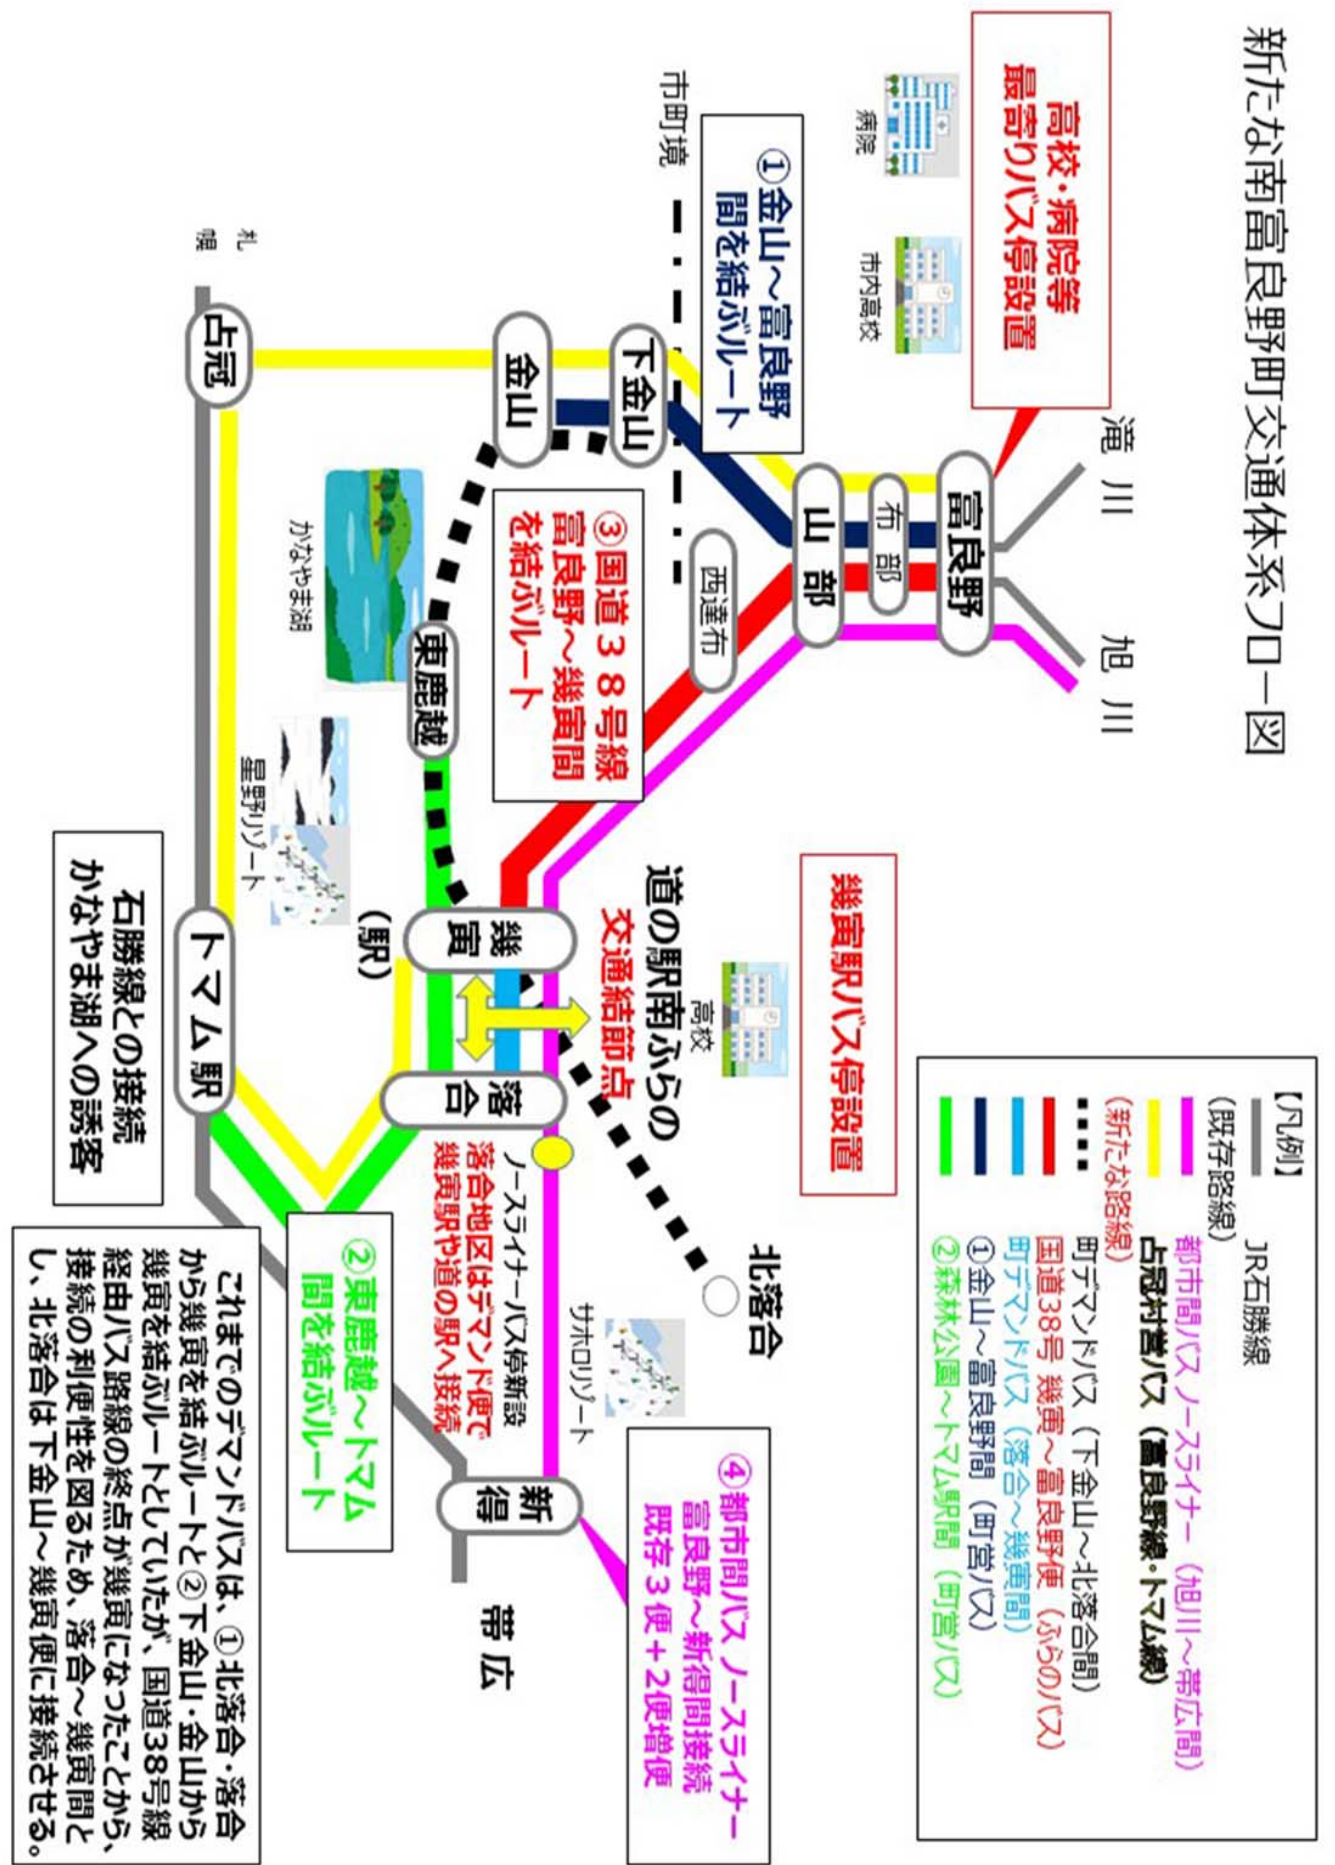 新たな南富良野町交通体系フロー図
高校・病院等
最寄りバス停設置
病院
市内高校
滝川
旭川
富良野
布部
山部
①金山～富良野
間を結ぶルート
市町境
下金山
金山
西達布
③国道38号線
富良野～幾寅間
を結ぶルート
札
幌
占冠
かなやま湖
東鹿越
星野リゾート
幾寅駅バス停設置
高校
道の駅南ふらの
交通結節点
幾
寅
(駅)
落
合
トマム駅
石勝線との接続
かなやま湖への誘客
北落合
ノースライナーバス停新設
落合地区はデマンド便で
幾寅駅や道の駅へ接続
サホロリゾート
②東鹿越～トマム
間を結ぶルート
新
得
帯広
④都市間バス ノースライナー
富良野～新得間接続
既存3便+2便増便
【凡例】
JR石勝線
(既存路線)
都市間バス ノースライナー (旭川～帯広間)
占冠村営バス (富良野線・トマム線)
(新たな路線)
町デマンドバス (下金山～北落合間)
国道38号 幾寅～富良野便 (ふらのバス)
町デマンドバス (落合～幾寅間)
①金山～富良野間 (町営バス)
②森林公園～トマム駅間 (町営バス)
これまでのデマンドバスは、①北落合・落合
から幾寅を結ぶルートと②下金山・金山から
幾寅を結ぶルートとしていたが、国道38号線
経由バス路線の終点が幾寅になったことから、
接続の利便性を図るため、落合～幾寅間と
し、北落合は下金山～幾寅便に接続させる。